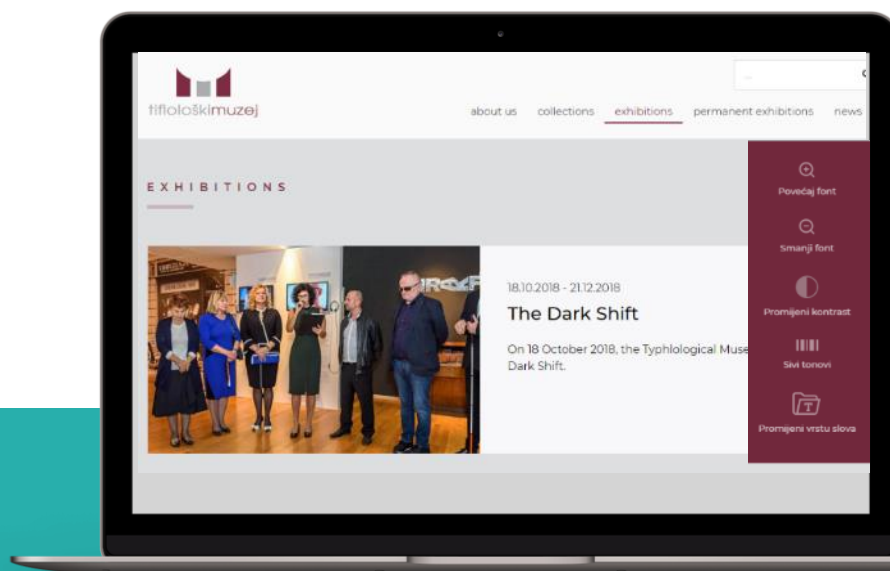 tiflološkimuzej
about us collections exhibitions permanent exhibitions news
EXHIBITIONS
Povećaj font
Smanji font
Promijeni kontrast
Sivi tonovi
Promijeni vrstu slova
18.10.2018 - 21.12.2018
The Dark Shift
On 18 October 2018, the Typhlological Muse
Dark Shift.